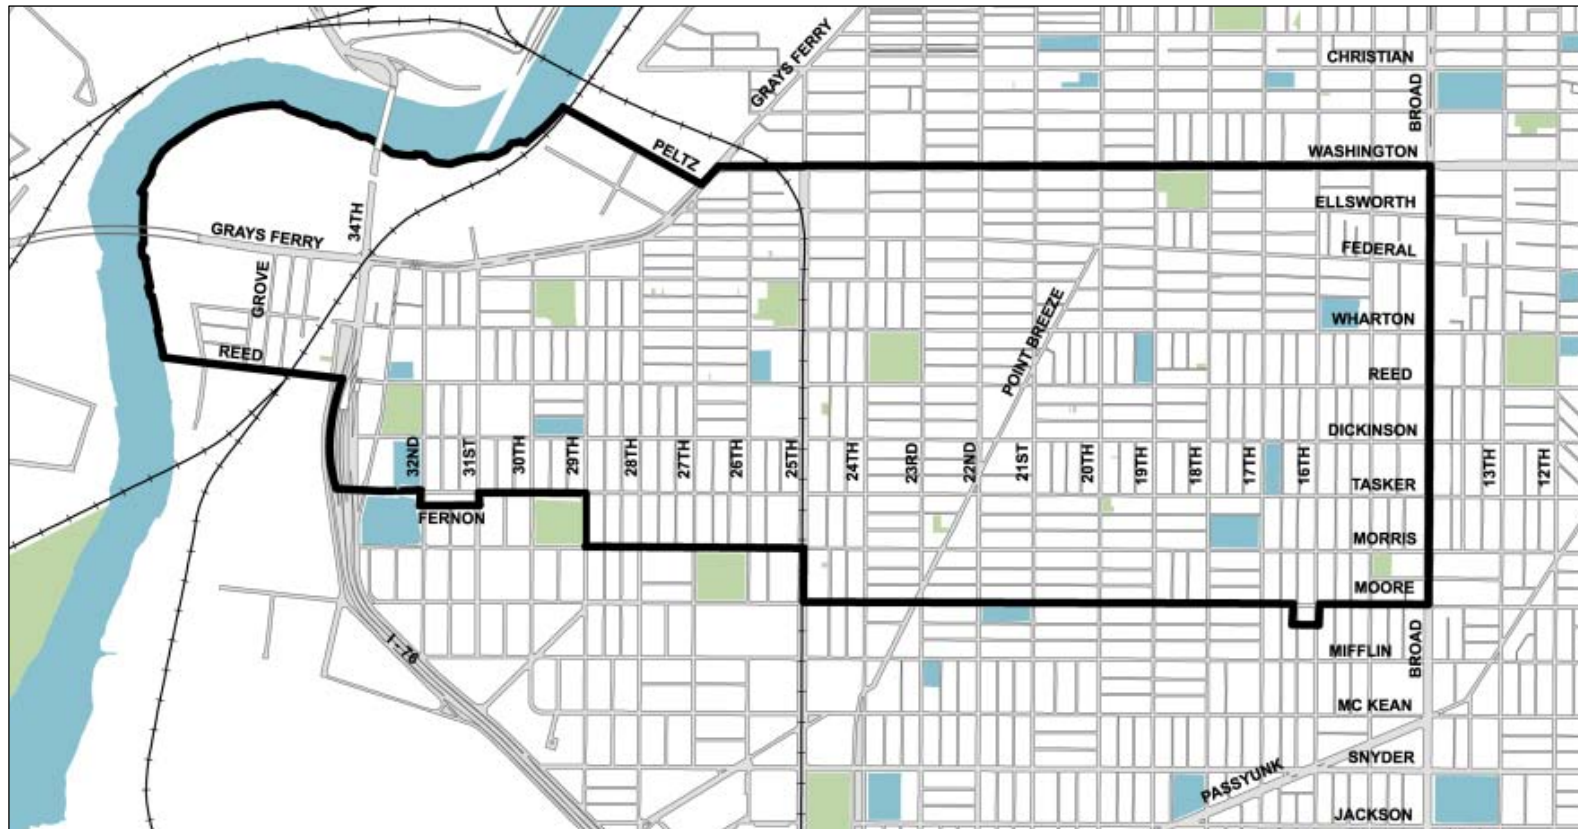 CHRISTIAN
GRAYS FERRY
BROAD
WASHINGTON
PELTZ
ELLSWORTH
34TH
GRAYS FERRY
FEDERAL
GROVE
POINT BREEZE
WHARTON
REED
REED
DICKINSON
32ND
31ST
30TH
29TH
28TH
27TH
26TH
25TH
24TH
23RD
22ND
21ST
20TH
19TH
18TH
17TH
16TH
13TH
12TH
TASKER
FERNON
MORRIS
MOORE
I - 76
MIFFLIN
BROAD
MC KEAN
SNYDER
PASSYUNK
JACKSON